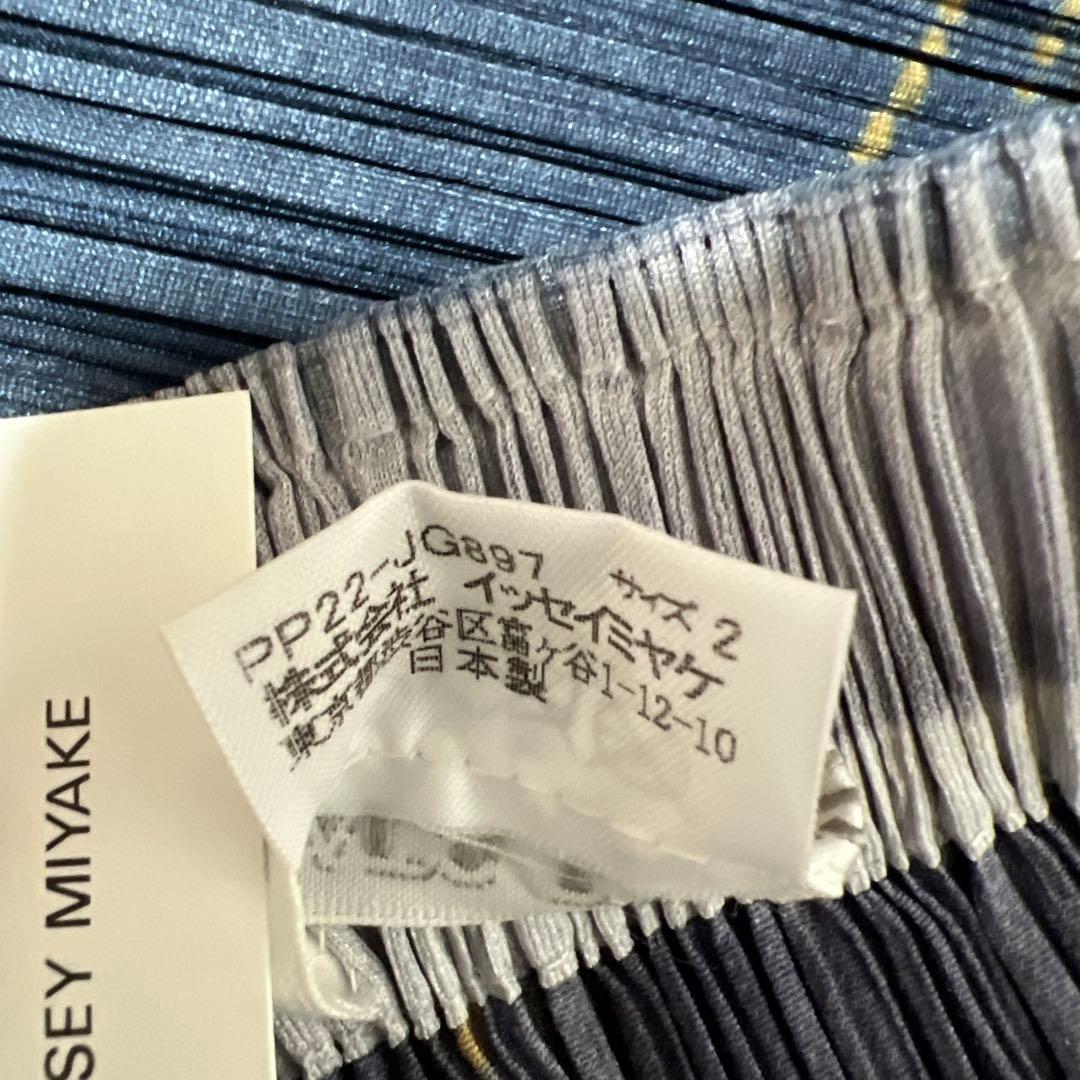 PP22-JG897 サイズ 2
株式会社 イッセイミヤケ
東京都渋谷区富ヶ谷1-12-10
日本製
SEY MIYAKE